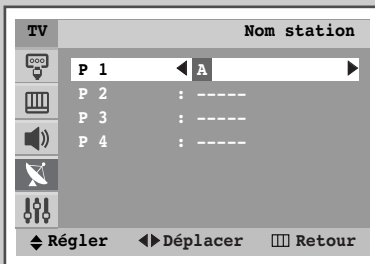 TV Nom station
P 1 ◀ A ▶
P 2 : -----
P 3 : -----
P 4 : -----
Régler Déplacer Retour